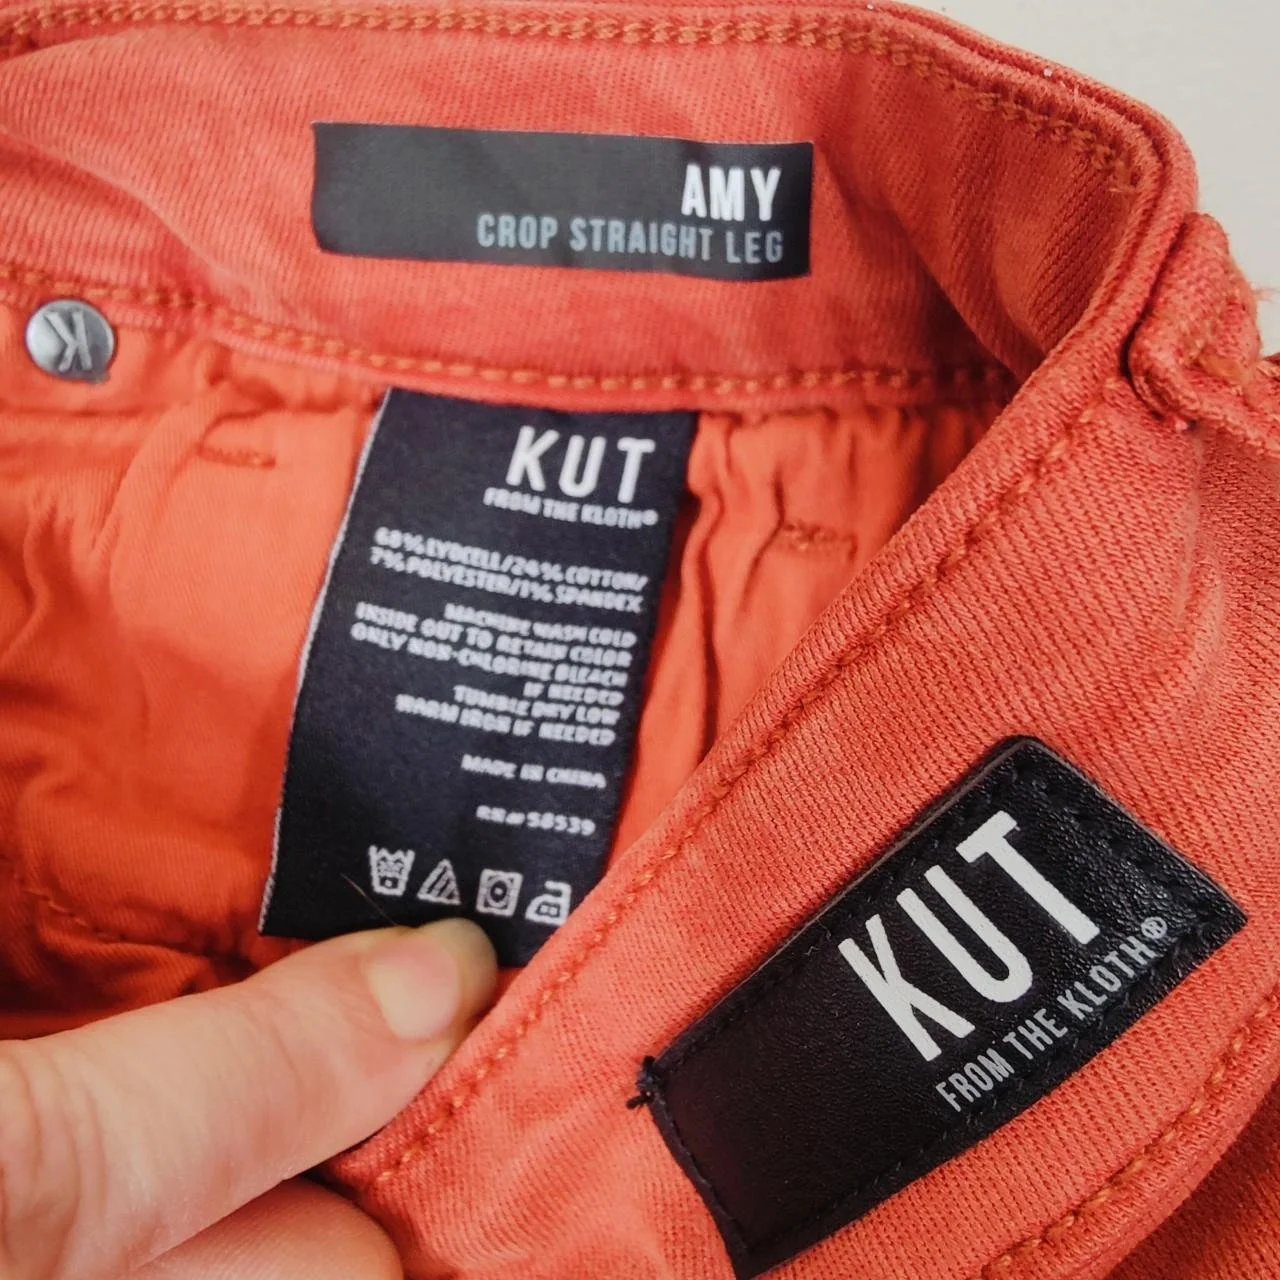 AMY
CROP STRAIGHT LEG
K
KUT
FROM THE KLOTH®
68% LYOCELL/24% COTTON/
7% POLYESTER/1% SPANDEX
MACHINE WASH COLD
INSIDE OUT TO RETAIN COLOR
ONLY NON-CHLORINE BLEACH
IF NEEDED
TUMBLE DRY LOW
WARM IRON IF NEEDED
MADE IN CHINA
RN# 58539
KUT
FROM THE KLOTH®